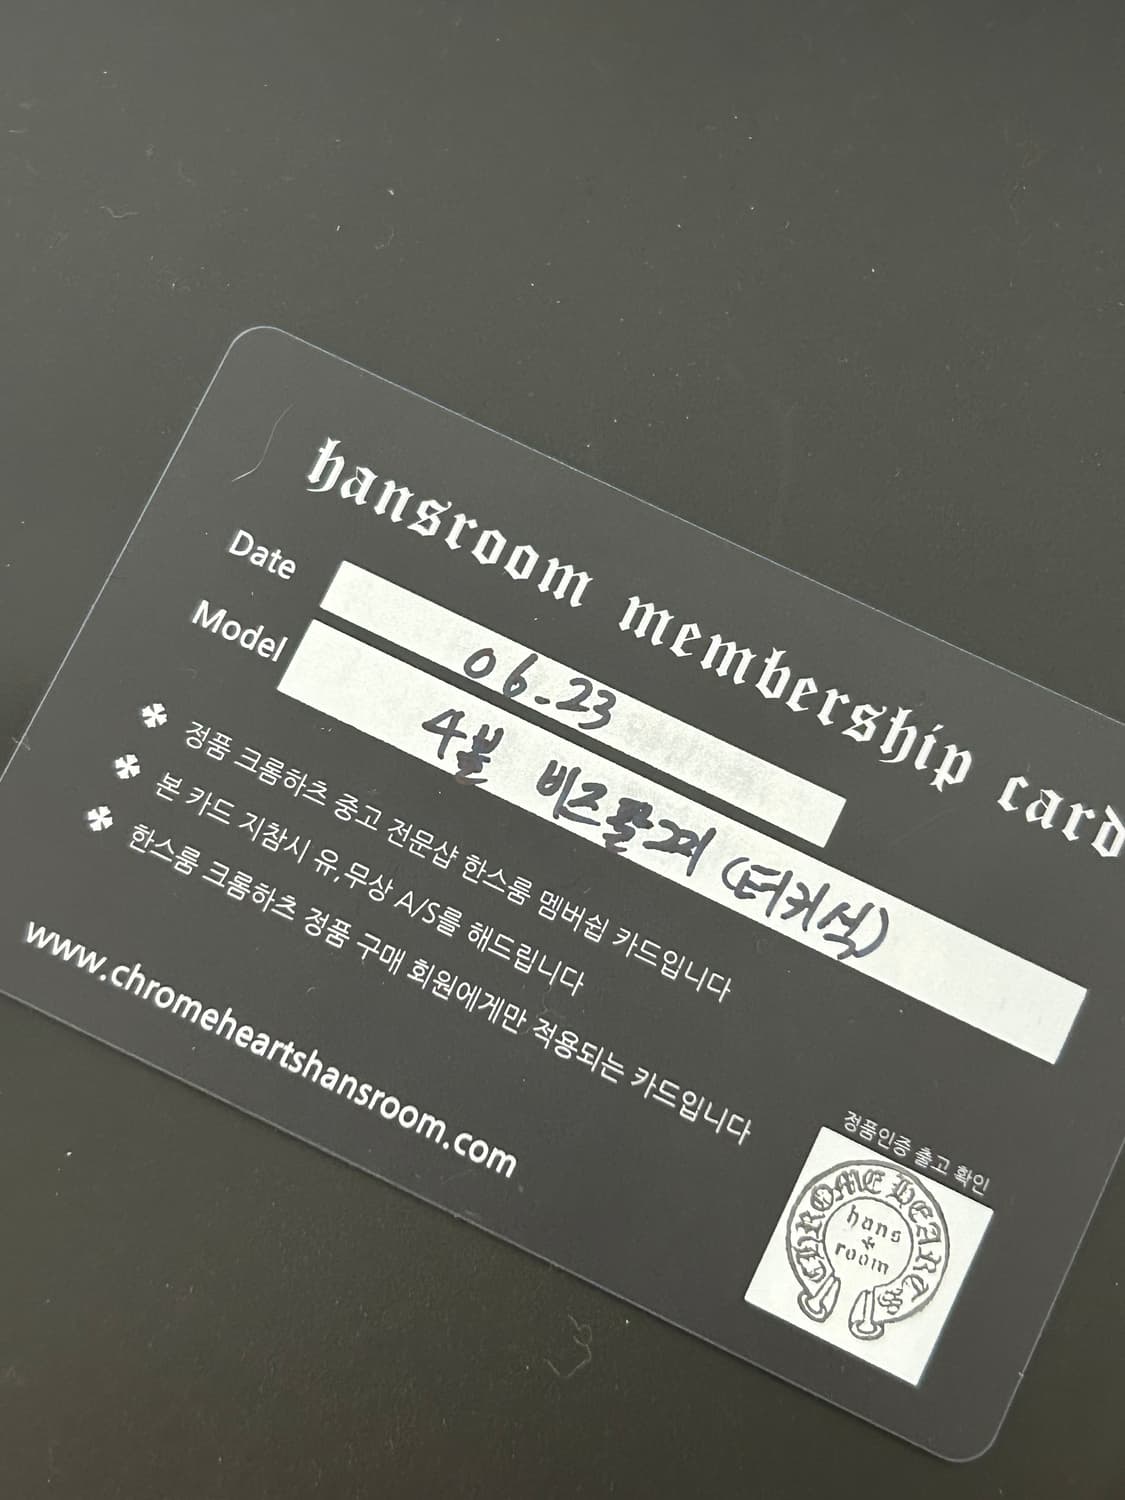 hansroom membership card
Date 06.23
Model 4볼 비즈팔찌 (터키석)
정품 크롬하츠 중고 전문샵 한스룸 멤버쉽 카드입니다
본 카드 지참시 유,무상 A/S를 해드립니다
한스룸 크롬하츠 정품 구매 회원에게만 적용되는 카드입니다
www.chromeheartshansroom.com
정품인증 출고 확인
CHROME HEARTS
hans
room